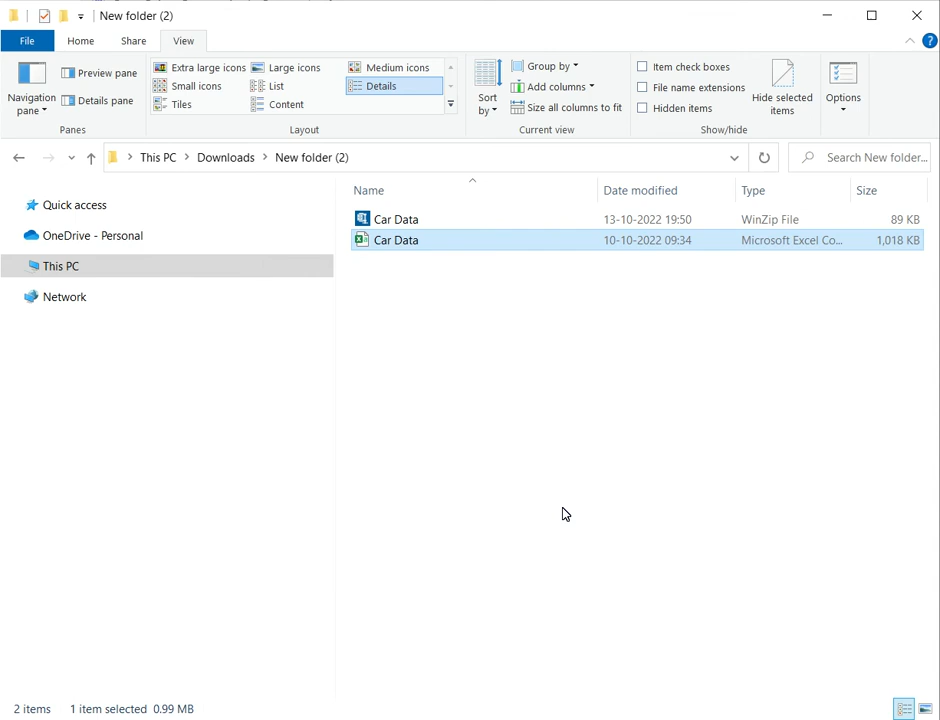 New folder (2)
File Home Share View
Navigation pane
Preview pane
Details pane
Panes
Extra large icons Large icons Medium icons
Small icons List Details
Tiles Content
Layout
Sort by
Group by
Add columns
Size all columns to fit
Current view
Item check boxes
File name extensions
Hidden items
Hide selected items
Show/hide
Options
This PC Downloads New folder (2)
Search New folder...
Quick access
OneDrive - Personal
This PC
Network
Name Date modified Type Size
Car Data 13-10-2022 19:50 WinZip File 89 KB
Car Data 10-10-2022 09:34 Microsoft Excel Co... 1,018 KB
2 items 1 item selected 0.99 MB